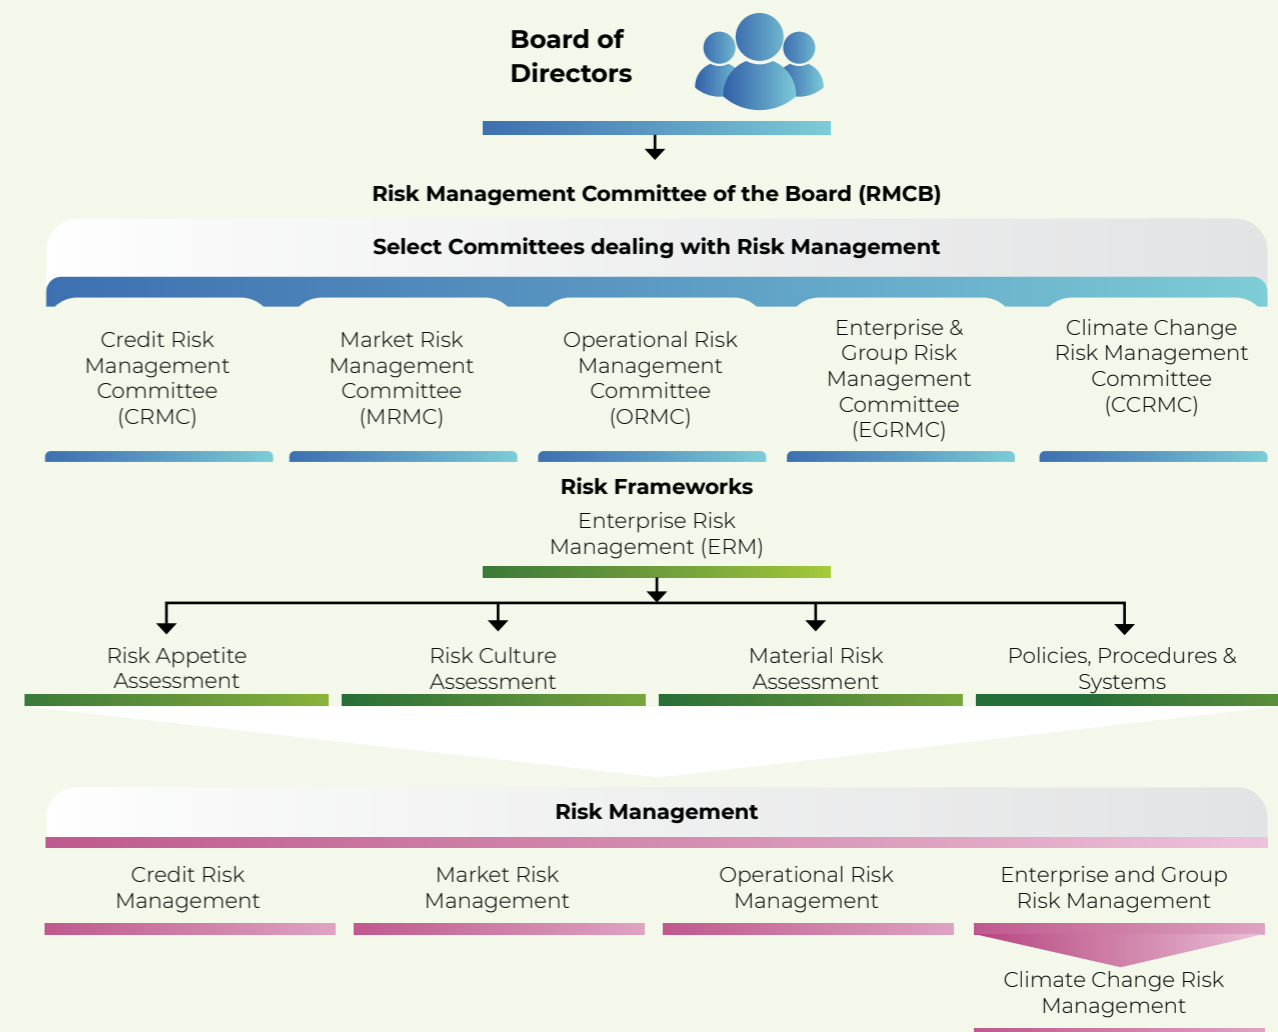 Board of
Directors
Risk Management Committee of the Board (RMCB)
Select Committees dealing with Risk Management
Credit Risk
Management
Committee
(CRMC)
Market Risk
Management
Committee
(MRMC)
Operational Risk
Management
Committee
(ORMC)
Enterprise &
Group Risk
Management
Committee
(EGRMC)
Climate Change
Risk Management
Committee
(CCRMC)
Risk Frameworks
Enterprise Risk
Management (ERM)
Risk Appetite
Assessment
Risk Culture
Assessment
Material Risk
Assessment
Policies, Procedures &
Systems
Risk Management
Credit Risk
Management
Market Risk
Management
Operational Risk
Management
Enterprise and Group
Risk Management
Climate Change Risk
Management